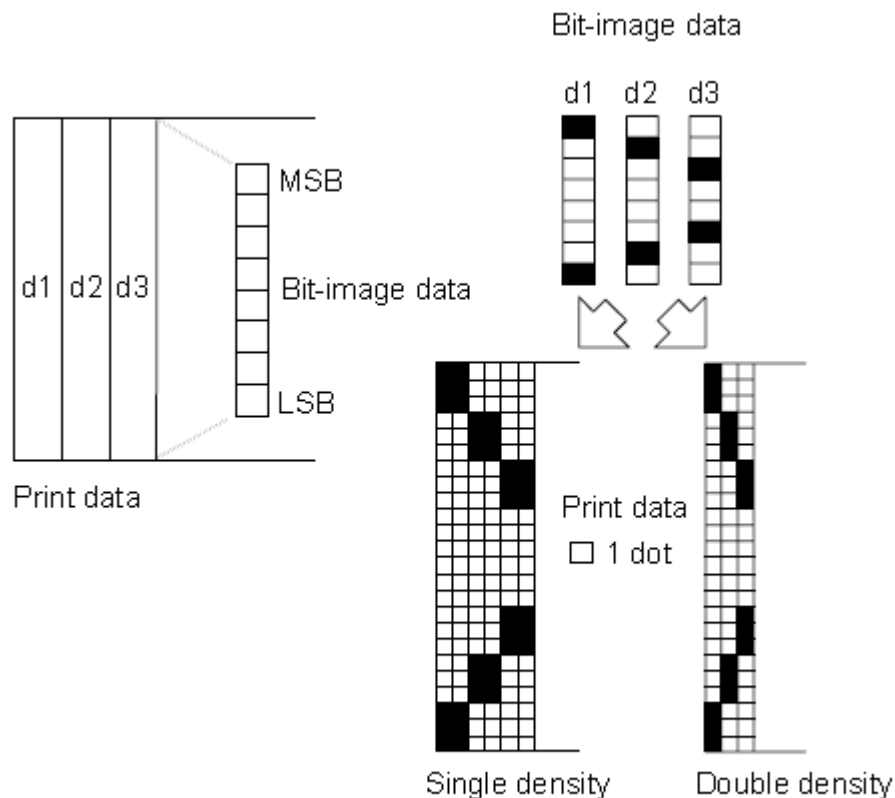 Bit-image data
d1 d2 d3
MSB
d1 d2 d3
Bit-image data
LSB
Print data
Print data
1 dot
Single density
Double density